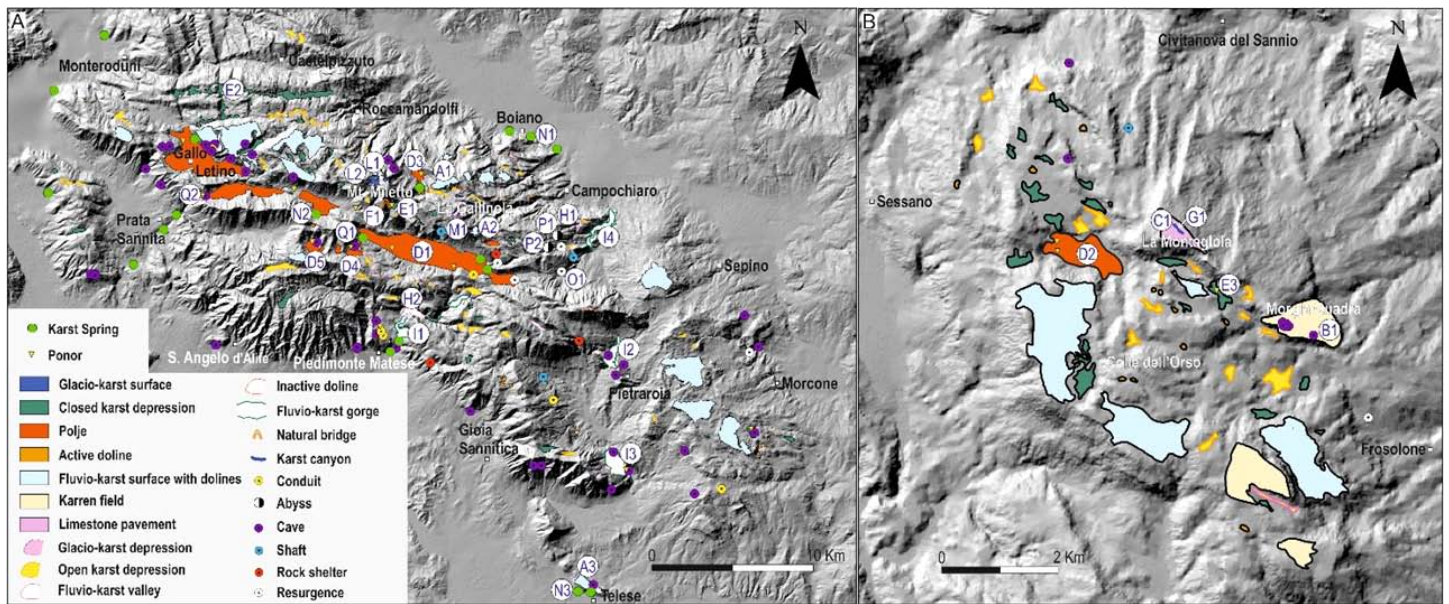 A
N
Monteroduni
Castelpizzuto
E2
Roccamandolfi
Boiano
N1
Gallo
Letino
L1
L2
D3
A1
Mt. Miletto
Q2
Campochiaro
N2
F1
E1
La Gallinola
P1
H1
Prata
Sannita
Q1
M1
A2
P2
I4
D1
D5
D4
O1
Sepino
H2
I1
S. Angelo d'Alife
Piedimonte Matese
I2
Pietraroia
Morcone
Gioia
Sannitica
I3
0
10 Km
A3
N3
Telese
Karst Spring
Ponor
Glacio-karst surface
Closed karst depression
Polje
Active doline
Fluvio-karst surface with dolines
Karren field
Limestone pavement
Glacio-karst depression
Open karst depression
Fluvio-karst valley
Inactive doline
Fluvio-karst gorge
Natural bridge
Karst canyon
Conduit
Abyss
Cave
Shaft
Rock shelter
Resurgence
B
Civitanova del Sannio
N
Sessano
C1
G1
La Montagiola
D2
E3
B1
Colle dell'Orso
Frosolone
0
2 Km